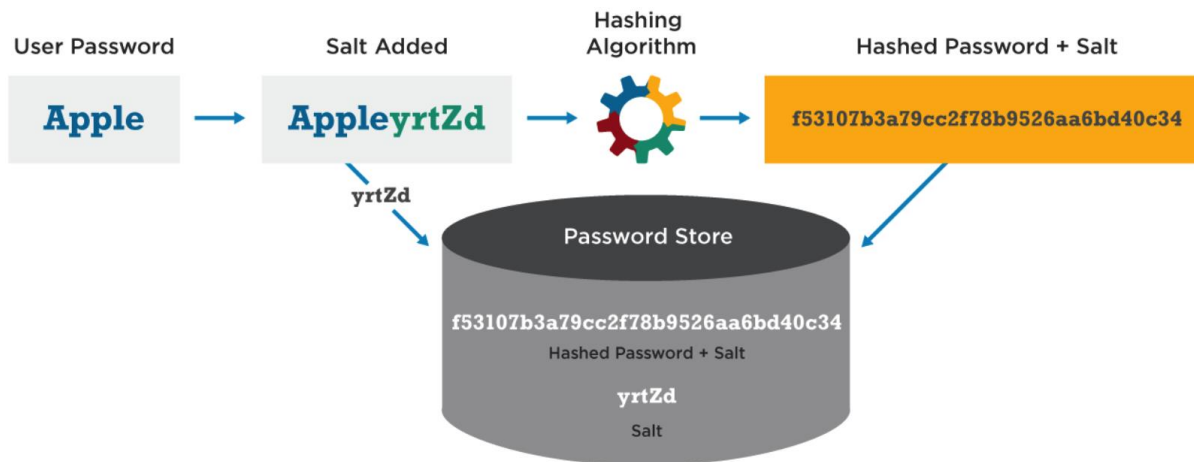 User Password
Salt Added
Hashing
Algorithm
Hashed Password + Salt
Apple
AppleyrtZd
f53107b3a79cc2f78b9526aa6bd40c34
yrtZd
Password Store
f53107b3a79cc2f78b9526aa6bd40c34
Hashed Password + Salt
yrtZd
Salt